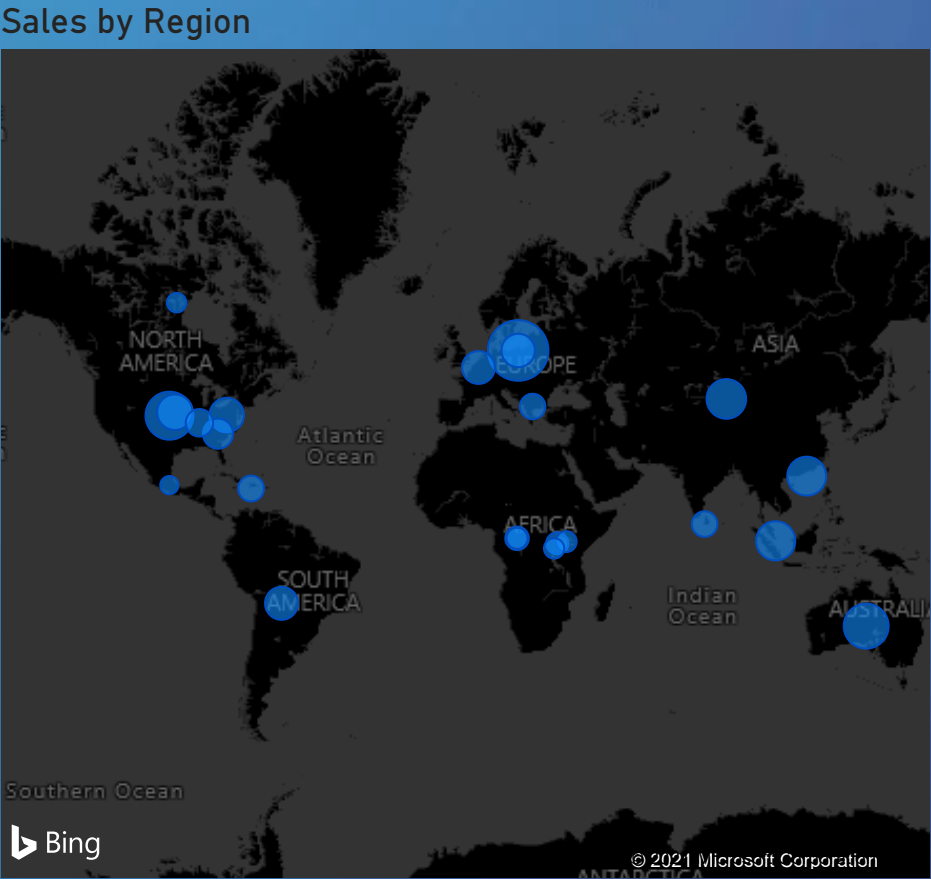 Sales by Region
NORTH
AMERICA
ASIA
EUROPE
Atlantic
Ocean
AFRICA
SOUTH
AMERICA
Indian
Ocean
AUSTRALIA
Southern Ocean
Bing
© 2021 Microsoft Corporation
ANTARCTICA